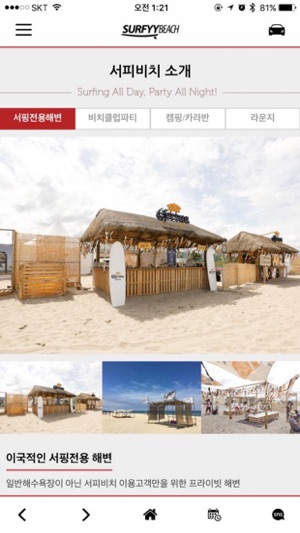 SKT 오전 1:21 81%
SURFYYBEACH
서피비치 소개
Surfing All Day, Party All Night!
서핑전용해변 비치클럽파티 캠핑/카라반 라운지
Corona
이국적인 서핑전용 해변
일반해수욕장이 아닌 서피비치 이용고객만을 위한 프라이빗 해변
SNS